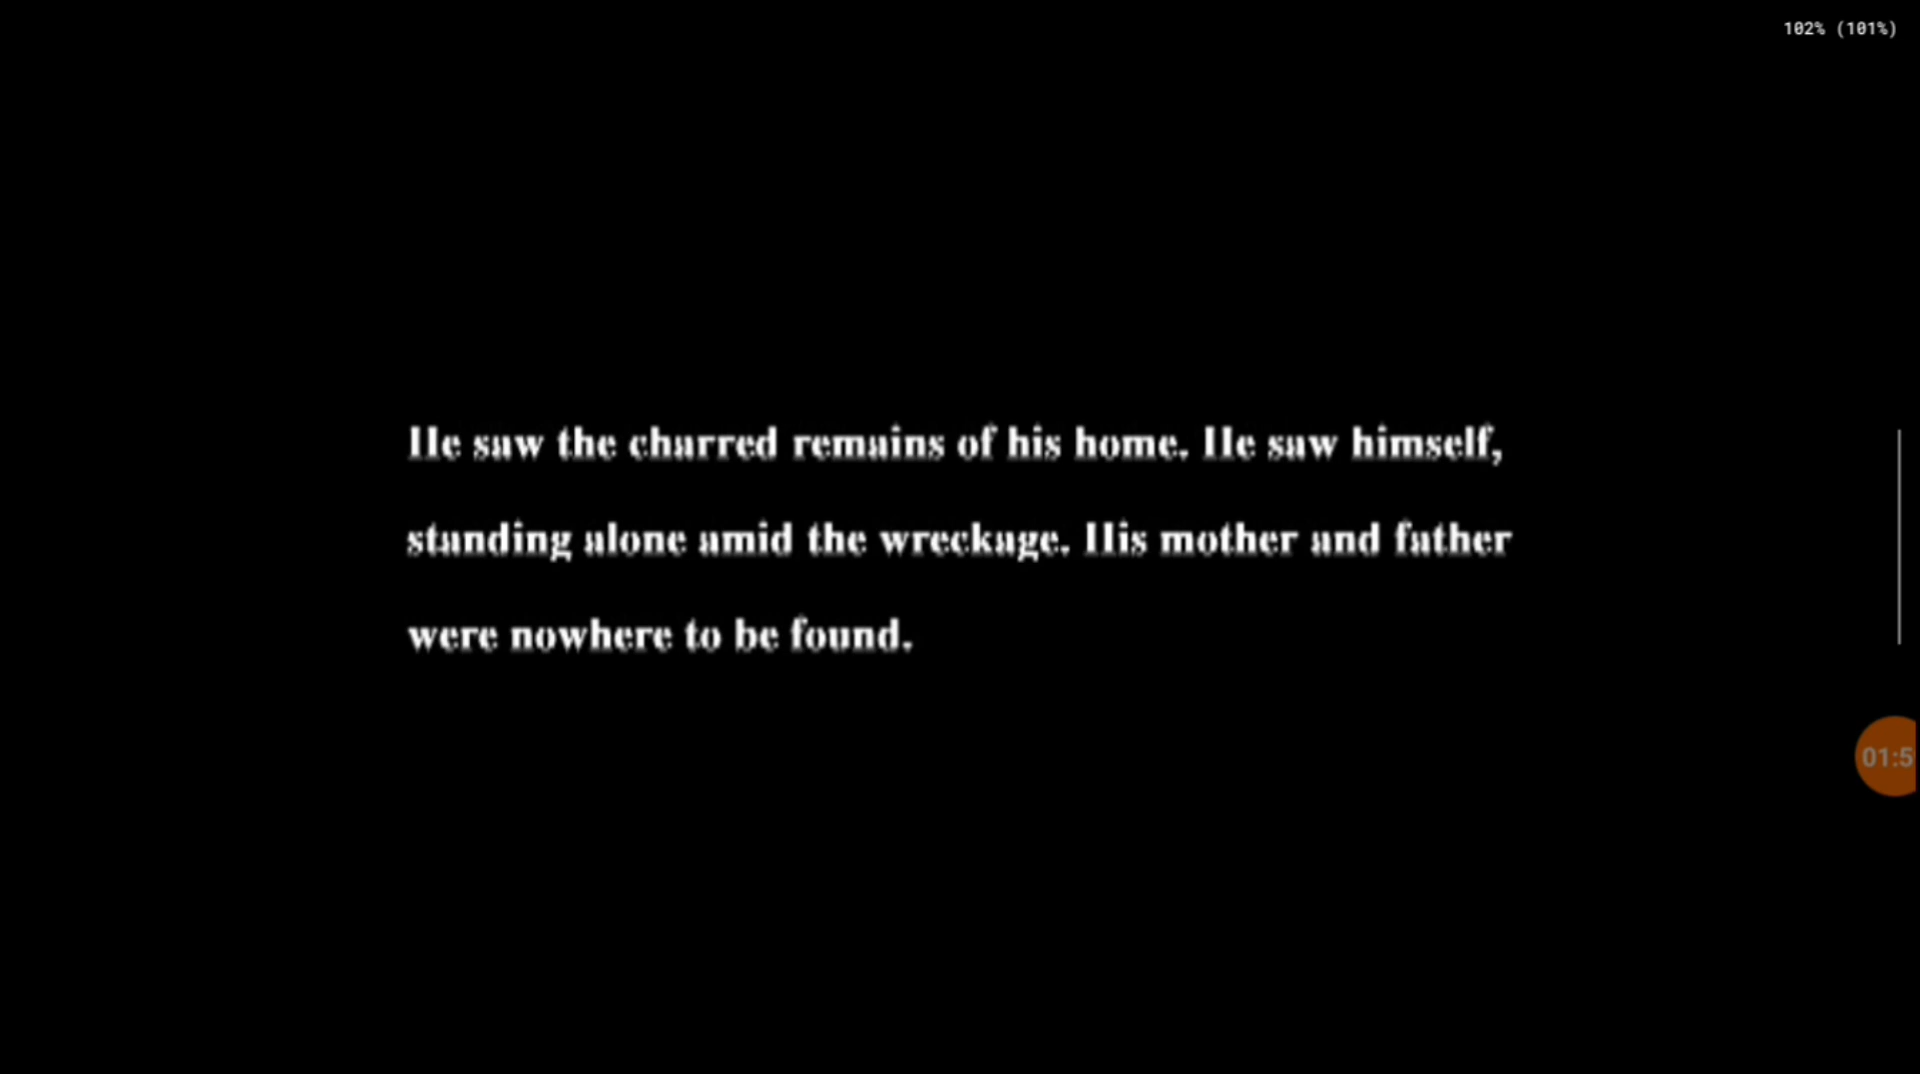 102% (101%)
He saw the charred remains of his home. He saw himself,
standing alone amid the wreckage. His mother and father
were nowhere to be found.
01:5